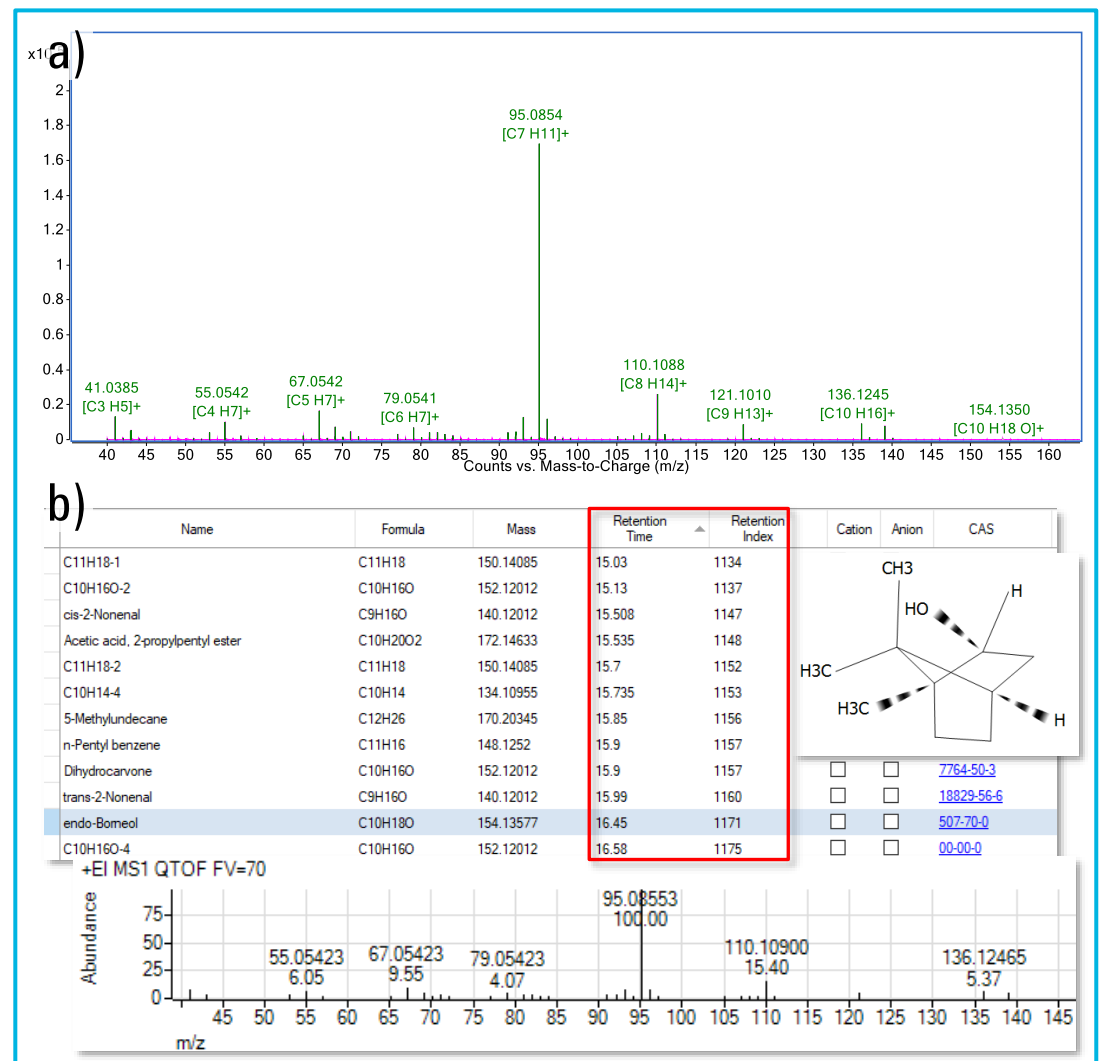 a)
x10
2
1.8
1.6
1.4
1.2
1
0.8
0.6
0.4
0.2
0
95.0854
[C7 H11]+
110.1088
[C8 H14]+
41.0385
[C3 H5]+
55.0542
[C4 H7]+
67.0542
[C5 H7]+
79.0541
[C6 H7]+
121.1010
[C9 H13]+
136.1245
[C10 H16]+
154.1350
[C10 H18 O]+
40 45 50 55 60 65 70 75 80 85 90 95 100 105 110 115 120 125 130 135 140 145 150 155 160
Counts vs. Mass-to-Charge (m/z)
b)
Name Formula Mass Retention Time Retention Index Cation Anion CAS
C11H18-1 C11H18 150.14085 15.03 1134
C10H16O-2 C10H16O 152.12012 15.13 1137
cis-2-Nonenal C9H16O 140.12012 15.508 1147
Acetic acid, 2-propylpentyl ester C10H20O2 172.14633 15.535 1148
C11H18-2 C11H18 150.14085 15.7 1152
C10H14-4 C10H14 134.10955 15.735 1153
5-Methylundecane C12H26 170.20345 15.85 1156
n-Pentyl benzene C11H16 148.1252 15.9 1157
Dihydrocarvone C10H16O 152.12012 15.9 1157 7764-50-3
trans-2-Nonenal C9H16O 140.12012 15.99 1160 18829-56-6
endo-Borneol C10H18O 154.13577 16.45 1171 507-70-0
C10H16O-4 C10H16O 152.12012 16.58 1175 00-00-0
CH3
H
HO
H3C
H3C
H
+EI MS1 QTOF FV=70
Abundance
75
50
25
0
95.08553
100.00
55.05423
6.05
67.05423
9.55
79.05423
4.07
110.10900
15.40
136.12465
5.37
45 50 55 60 65 70 75 80 85 90 95 100 105 110 115 120 125 130 135 140 145
m/z